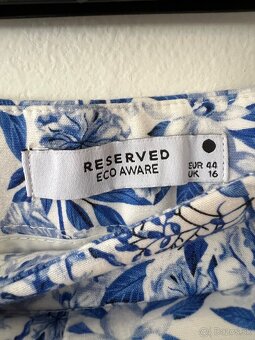 RESERVED
ECO AWARE
EUR 44
UK 16